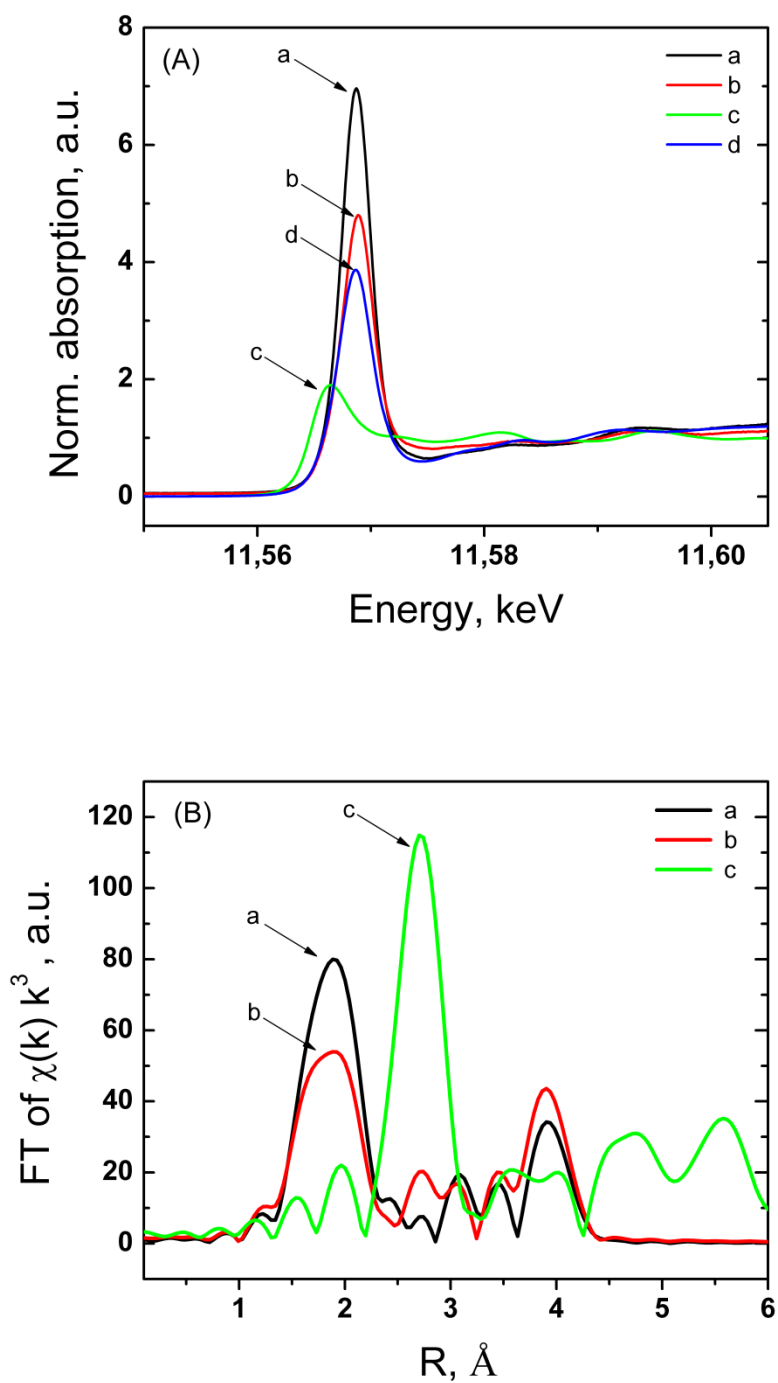 (A)
8
6
4
2
0
Norm. absorption, a.u.
a
b
d
c
a
b
c
d
11,56
11,58
11,60
Energy, keV
(B)
120
100
80
60
40
20
0
FT of χ(k) k³ , a.u.
c
a
b
a
b
c
1
2
3
4
5
6
R, Å